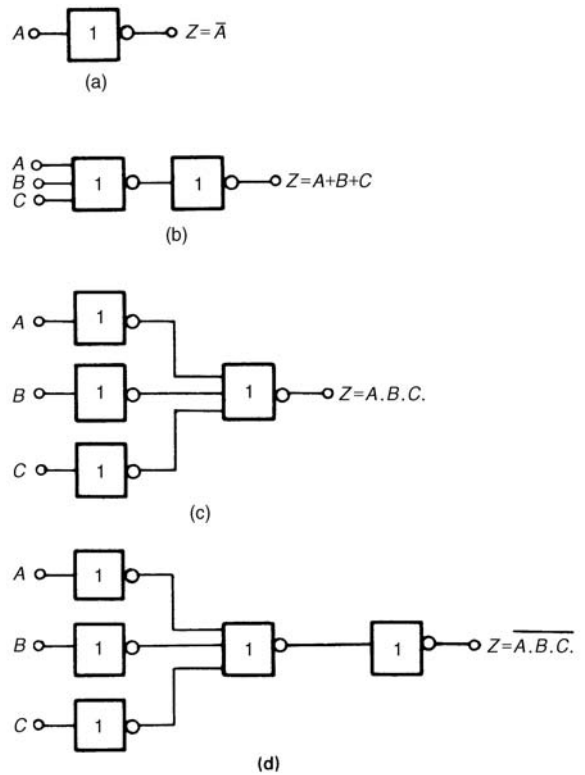 A 1 Z=A̅
(a)
A
B 1 1 Z=A+B+C
C
(b)
A 1
B 1 1 Z=A.B.C.
C 1
(c)
A 1
B 1 1 1 Z=A̅.̅B̅.̅C̅.̅
C 1
(d)